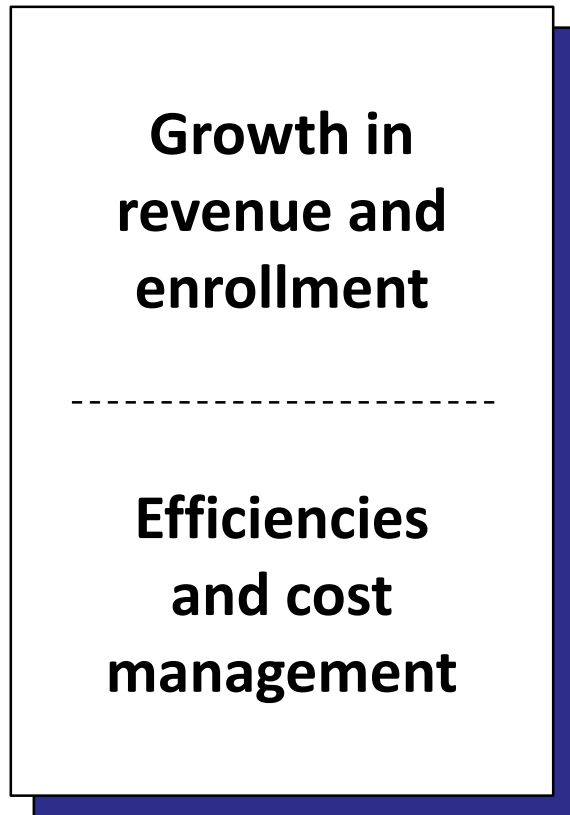 Growth in
revenue and
enrollment
Efficiencies
and cost
management